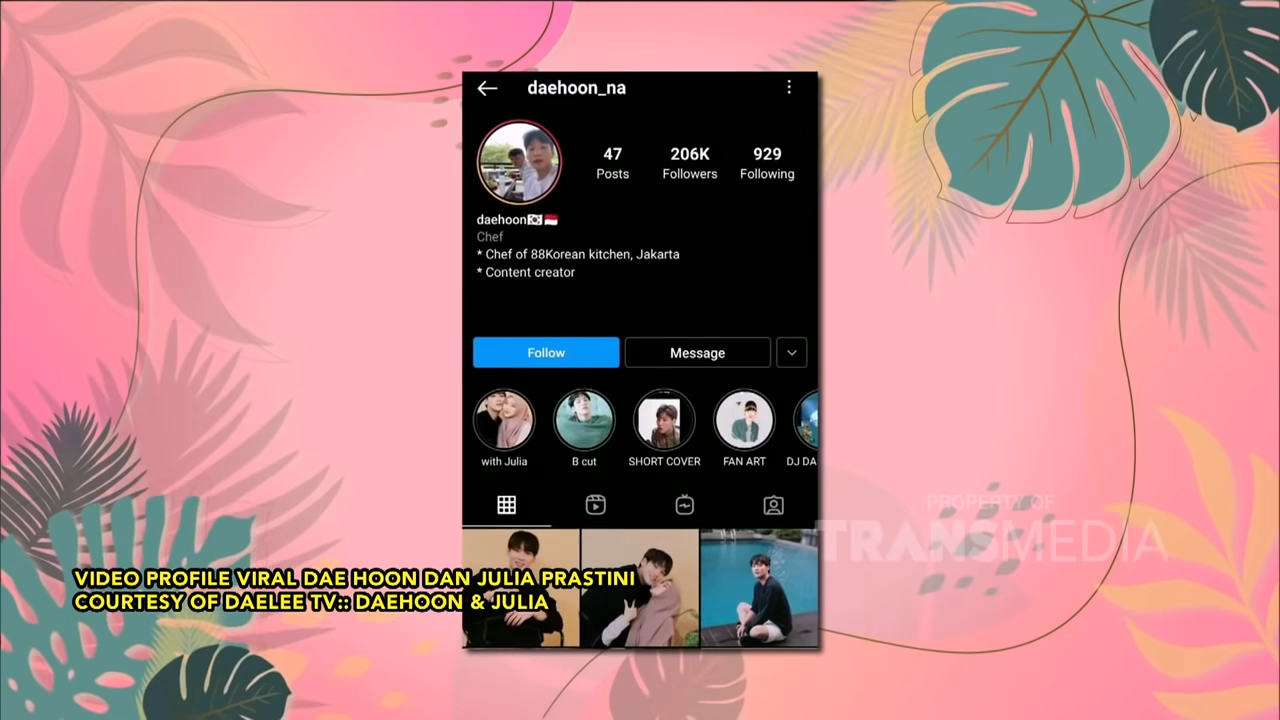 daehoon_na
47
206K
929
Posts
Followers
Following
daehoon🇰🇷🇮🇩
Chef
* Chef of 88Korean kitchen, Jakarta
* Content creator
Follow
Message
with Julia
B cut
SHORT COVER
FAN ART
DJ DA
PROPERTY OF
TRANSMEDIA
VIDEO PROFILE VIRAL DAE HOON DAN JULIA PRASTINI
COURTESY OF DAELEE TV:: DAEHOON & JULIA